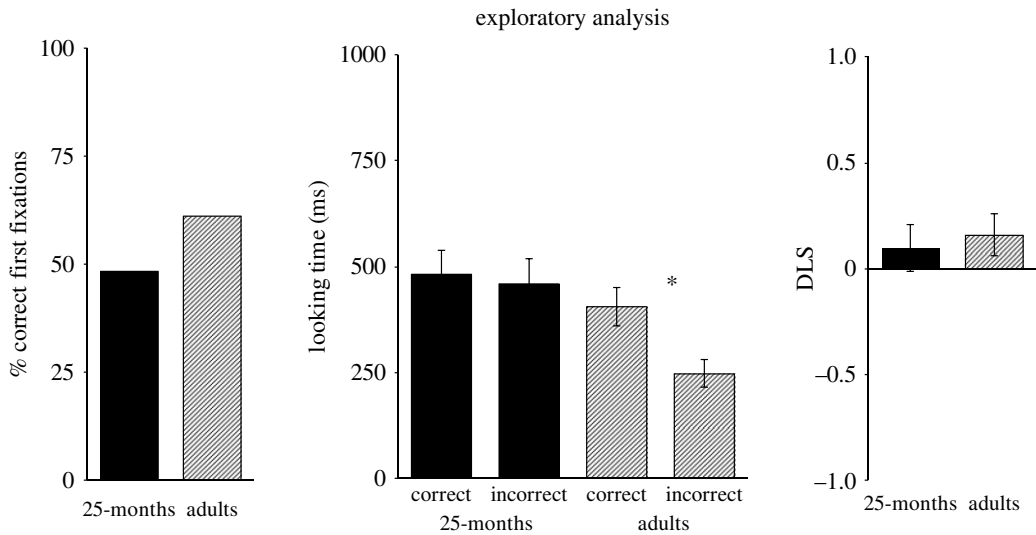 exploratory analysis
% correct first fixations
100
75
50
25
0
25-months adults
looking time (ms)
1000
750
500
250
0
*
correct incorrect correct incorrect
25-months adults
DLS
1.0
0.5
0
–0.5
–1.0
25-months adults